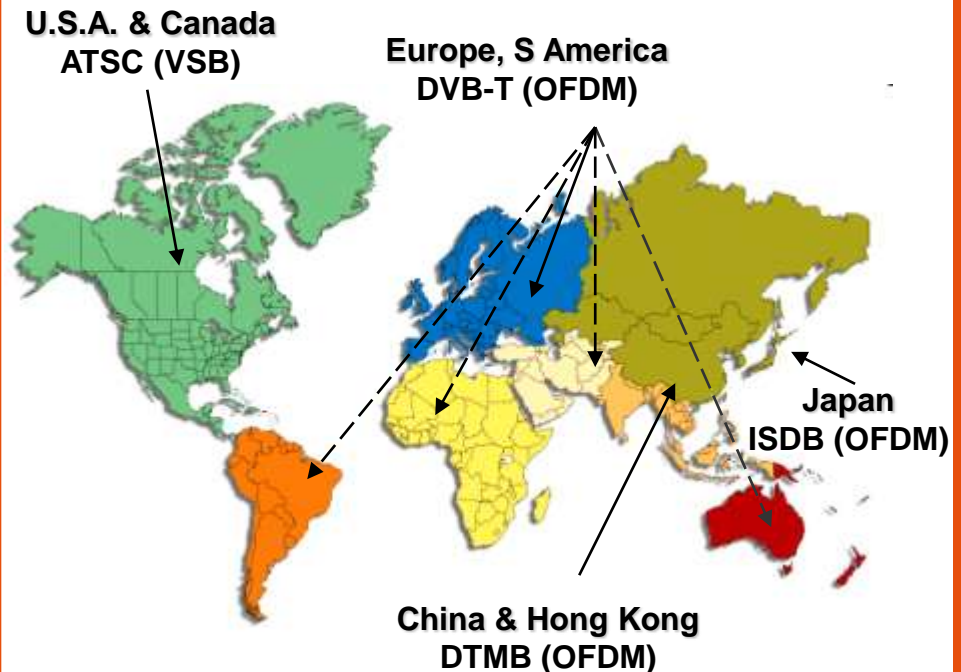 U.S.A. & Canada
ATSC (VSB)
Europe, S America
DVB-T (OFDM)
Japan
ISDB (OFDM)
China & Hong Kong
DTMB (OFDM)